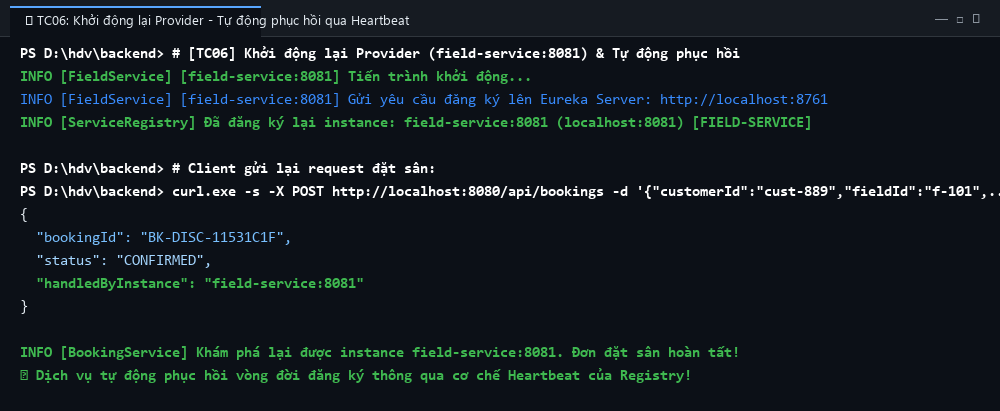 TC06: Khởi động lại Provider - Tự động phục hồi qua Heartbeat
PS D:\hdv\backend> # [TC06] Khởi động lại Provider (field-service:8081) & Tự động phục hồi
INFO [FieldService] [field-service:8081] Tiến trình khởi động...
INFO [FieldService] [field-service:8081] Gửi yêu cầu đăng ký lên Eureka Server: http://localhost:8761
INFO [ServiceRegistry] Đã đăng ký lại instance: field-service:8081 (localhost:8081) [FIELD-SERVICE]
PS D:\hdv\backend> # Client gửi lại request đặt sân:
PS D:\hdv\backend> curl.exe -s -X POST http://localhost:8080/api/bookings -d '{"customerId":"cust-889","fieldId":"f-101",..
{
  "bookingId": "BK-DISC-11531C1F",
  "status": "CONFIRMED",
  "handledByInstance": "field-service:8081"
}
INFO [BookingService] Khám phá lại được instance field-service:8081. Đơn đặt sân hoàn tất!
Dịch vụ tự động phục hồi vòng đời đăng ký thông qua cơ chế Heartbeat của Registry!